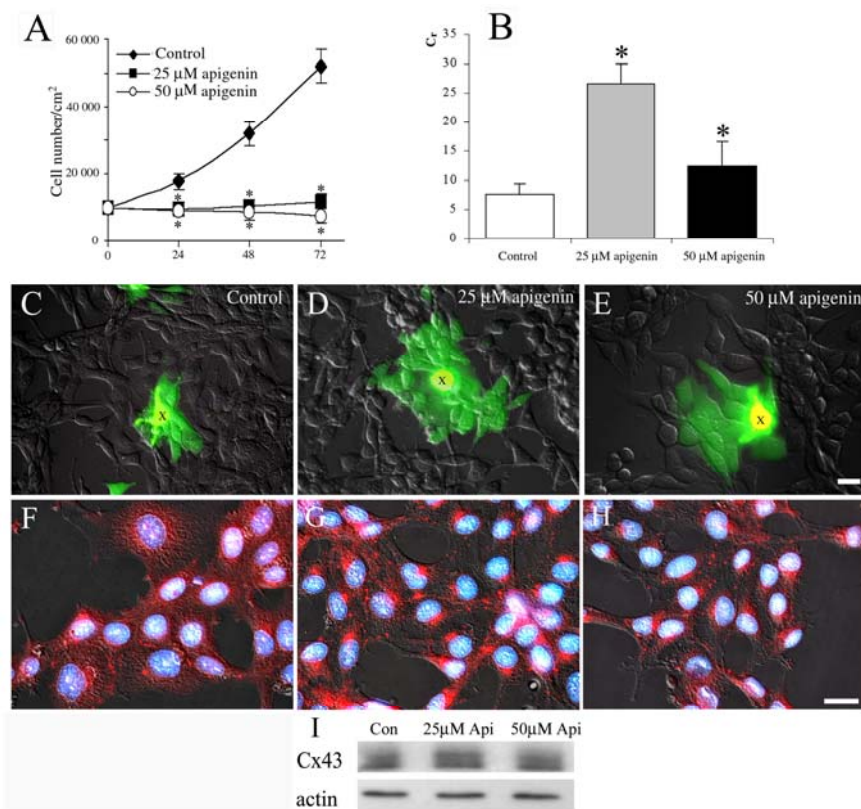 A
60 000
40 000
20 000
0
Cell number/cm²
Control
25 µM apigenin
50 µM apigenin
*
*
*
*
*
*
0
24
48
72
B
Cr
35
30
25
20
15
10
5
0
*
*
Control
25 µM apigenin
50 µM apigenin
C
Control
x
D
25 µM apigenin
x
E
50 µM apigenin
x
F
G
H
I
Con 25µM Api 50µM Api
Cx43
actin